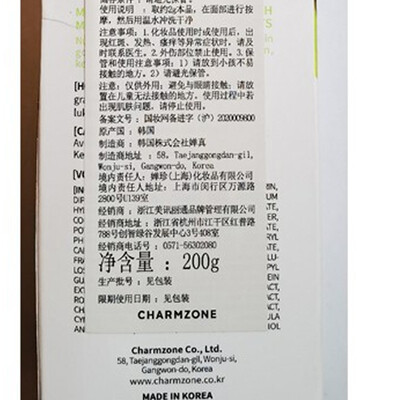 使用说明：取约2g本品，在面部进行按
摩，然后用温水冲洗干净
注意事项：1.化妆品使用时或使用后，出
现红斑、发热、瘙痒等异常症状时，请及
时联系医生。2.外伤部位禁止使用。3.保
管和使用注意事项：1）请放到小孩不易
接触的地方。2）请避光保管。
注意：仅供外用；避免与眼睛接触；请放
置在儿童无法接触的地方。使用过程中若
出现肌肤问题，请停止使用。
备案文号：国妆网备进字（沪）2020009800
原产国：韩国
制造商：韩国株式会社婵真
制造商地址：58, Taejanggongdan-gil,
Wonju-si, Gangwon-do, Korea
境内责任人：婵珍(上海)化妆品有限公司
境内责任人地址：上海市闵行区万源路
2800号U139室
经销商：浙江美讯丽通品牌管理有限公司
经销商地址：浙江省杭州市江干区红普路
788号创智绿谷发展中心3号408室
经销商电话号：0571-56302080
净含量：200g
生产批号：见包装
限期使用日期：见包装
CHARMZONE
Charmzone Co., Ltd.
58, Taejanggongdan-gil, Wonju-si,
Gangwon-do, Korea
www.charmzone.co.kr
MADE IN KOREA